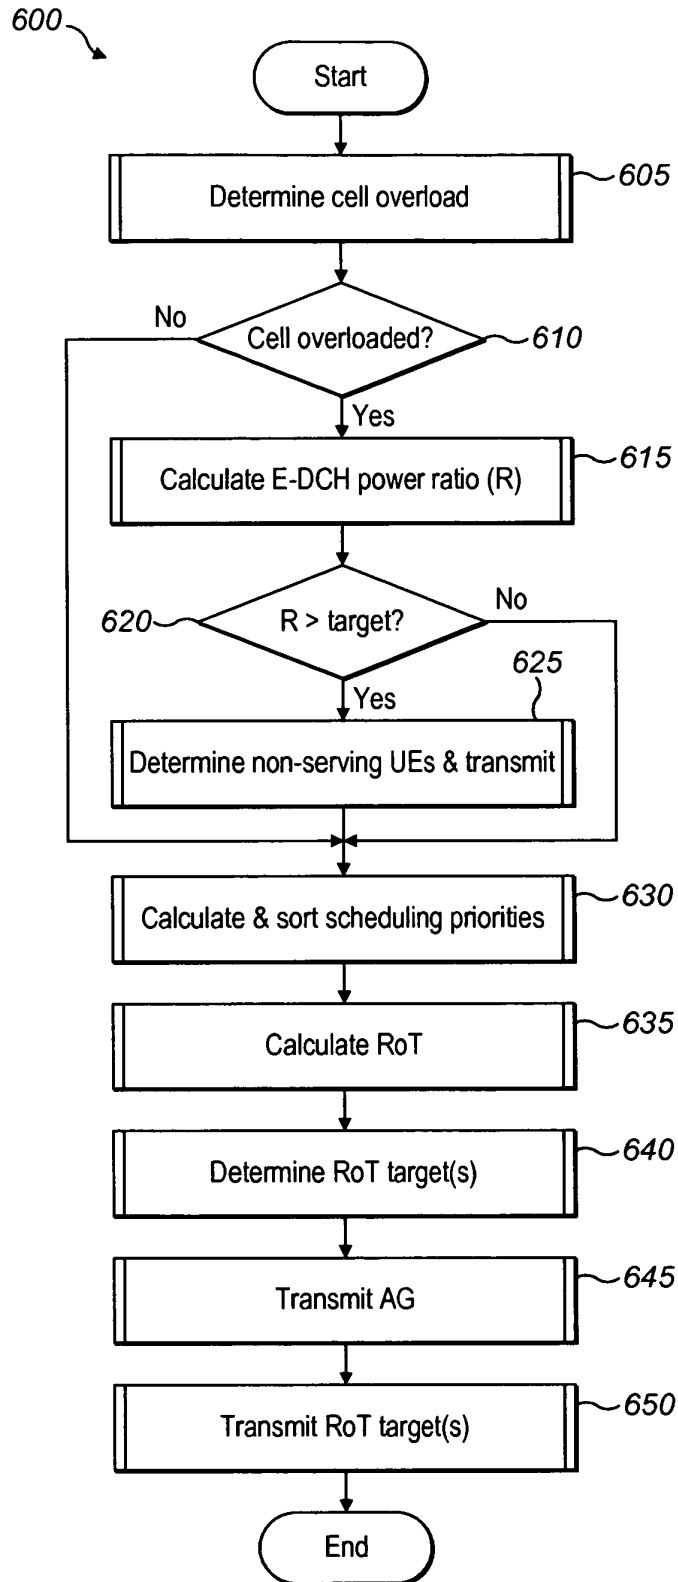 600
Start
Determine cell overload
605
No
Cell overloaded?
610
Yes
Calculate E-DCH power ratio (R)
615
620
R > target?
No
625
Yes
Determine non-serving UEs & transmit
Calculate & sort scheduling priorities
630
Calculate RoT
635
Determine RoT target(s)
640
Transmit AG
645
Transmit RoT target(s)
650
End